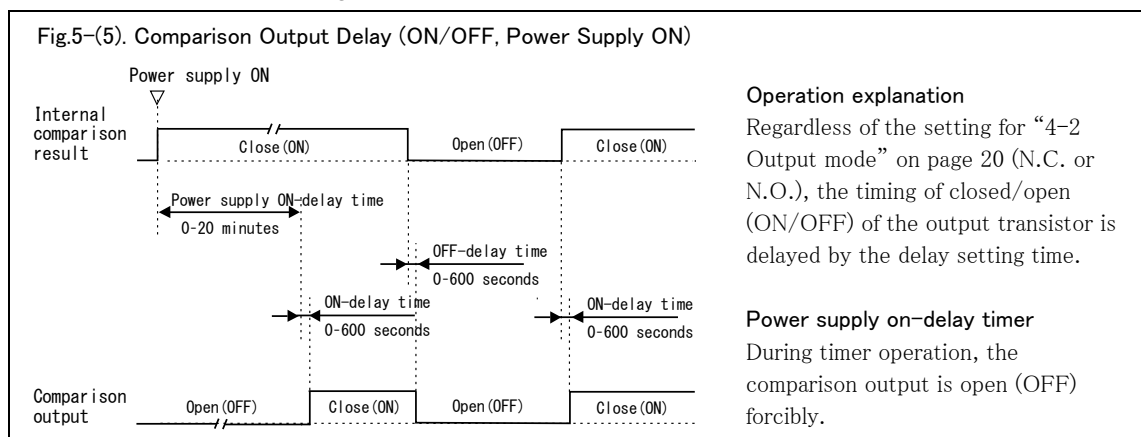 Fig.5-(5). Comparison Output Delay (ON/OFF, Power Supply ON)
Power supply ON
Internal
comparison
result
Close(ON)
Open(OFF)
Close(ON)
Power supply ON-delay time
0-20 minutes
OFF-delay time
0-600 seconds
ON-delay time
0-600 seconds
ON-delay time
0-600 seconds
Comparison
output
Open(OFF)
Close(ON)
Open(OFF)
Close(ON)
Operation explanation
Regardless of the setting for “4-2
Output mode” on page 20 (N.C. or
N.O.), the timing of closed/open
(ON/OFF) of the output transistor is
delayed by the delay setting time.
Power supply on-delay timer
During timer operation, the
comparison output is open (OFF)
forcibly.